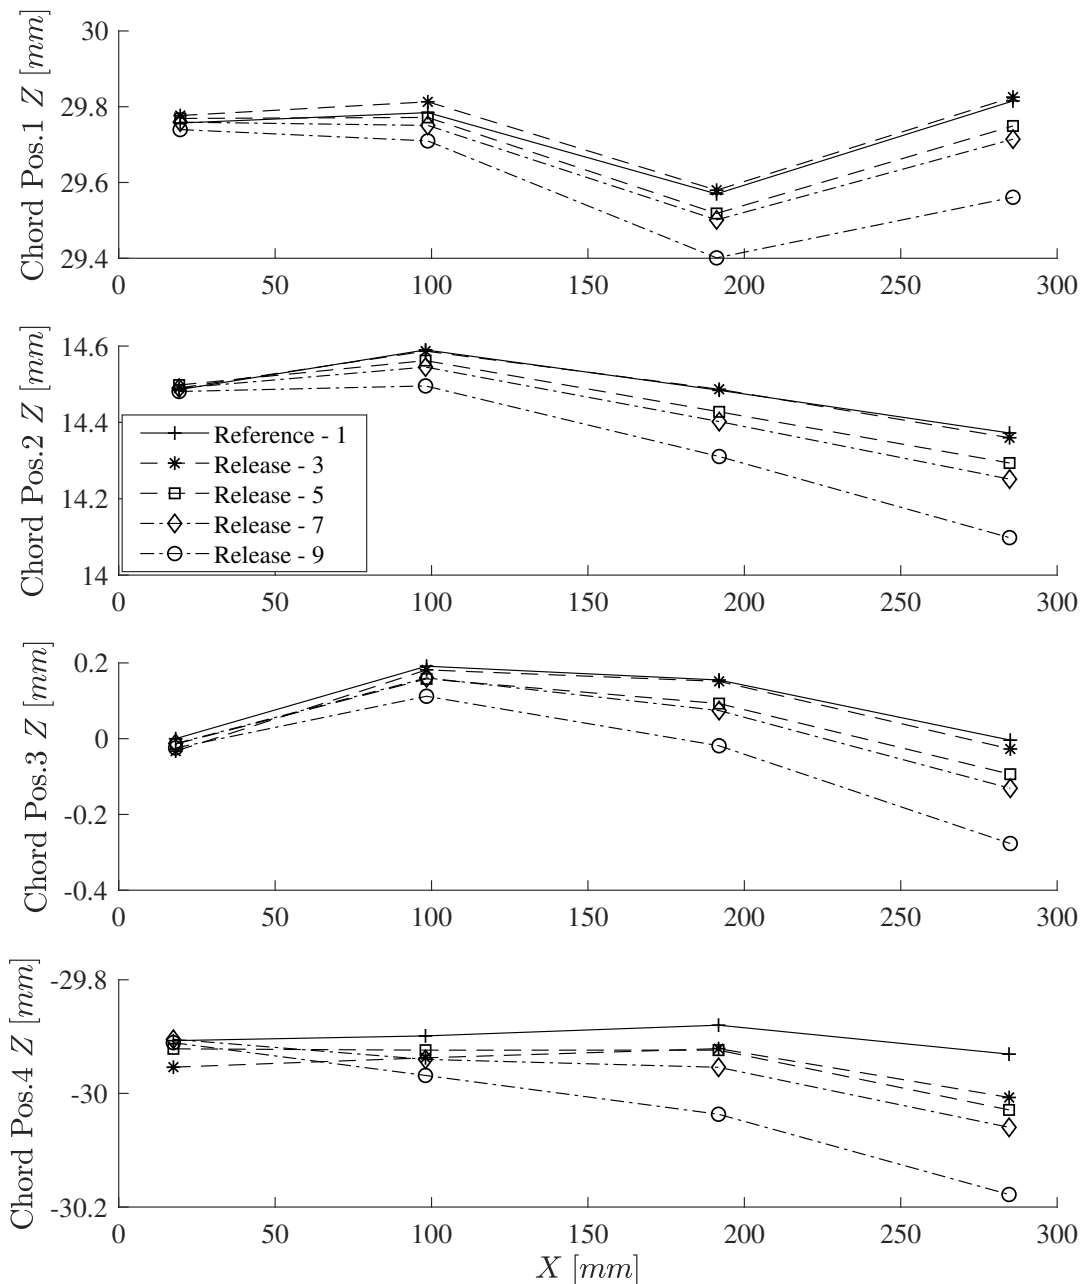 Chord Pos.1 Z [mm]
30
29.8
29.6
29.4
0 50 100 150 200 250 300
Chord Pos.2 Z [mm]
14.6
14.4
14.2
14
Reference - 1
Release - 3
Release - 5
Release - 7
Release - 9
0 50 100 150 200 250 300
Chord Pos.3 Z [mm]
0.2
0
-0.2
-0.4
0 50 100 150 200 250 300
Chord Pos.4 Z [mm]
-29.8
-30
-30.2
0 50 100 150 200 250 300
X [mm]